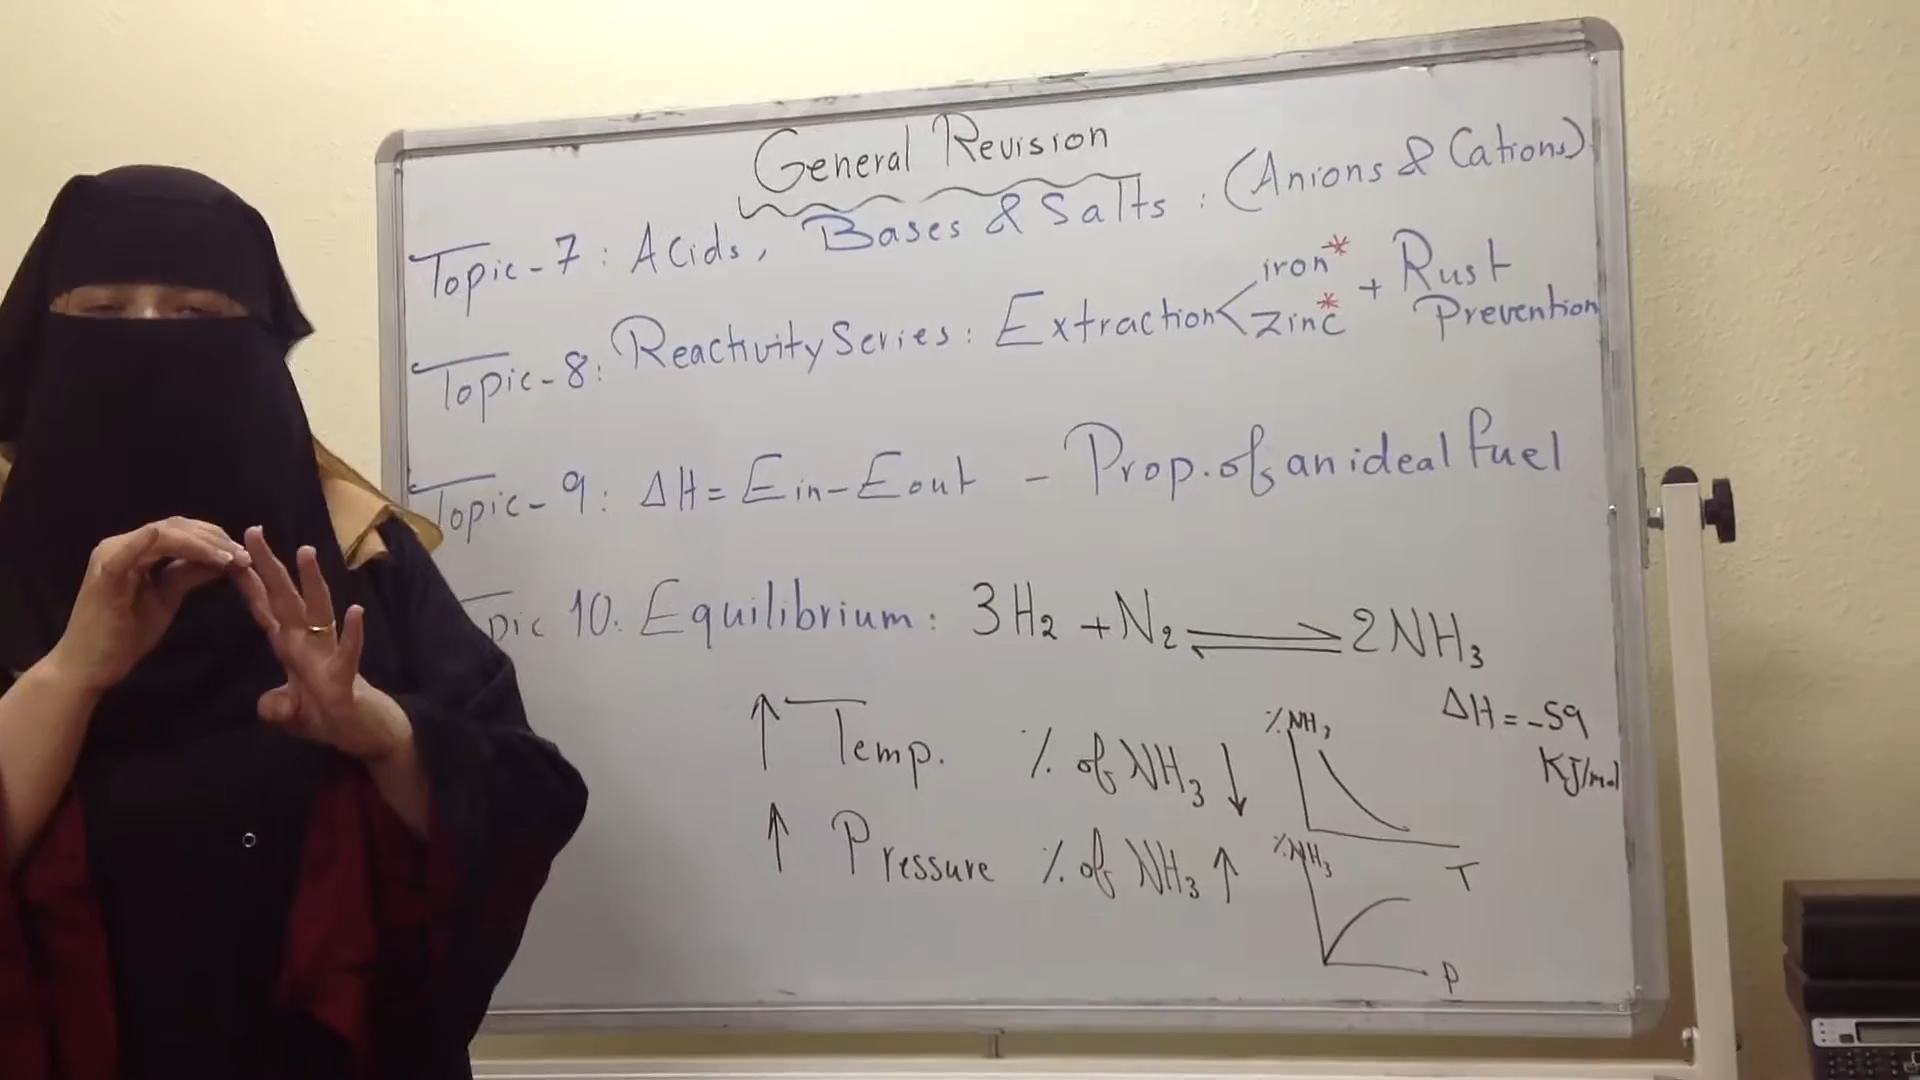 General Revision
Topic-7: Acids, Bases & Salts : (Anions & Cations)
Topic-8: Reactivity Series: Extraction < iron* zinc* + Rust Prevention
Topic-9: ΔH = Ein-Eout - Prop. of an ideal fuel
pic 10: Equilibrium: 3H₂ + N₂ ⇌ 2NH₃
ΔH = -59 KJ/mol
↑ Temp. % of NH₃ ↓
%NH₃
T
↑ Pressure % of NH₃ ↑
%NH₃
P